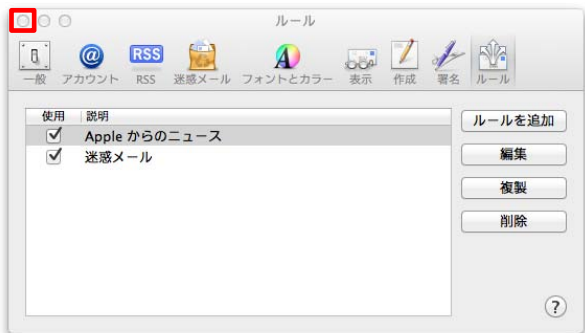 ルール
@
RSS
一般 アカウント RSS 迷惑メール フォントとカラー 表示 作成 署名 ルール
使用 説明
Apple からのニュース
迷惑メール
ルールを追加
編集
複製
削除
?